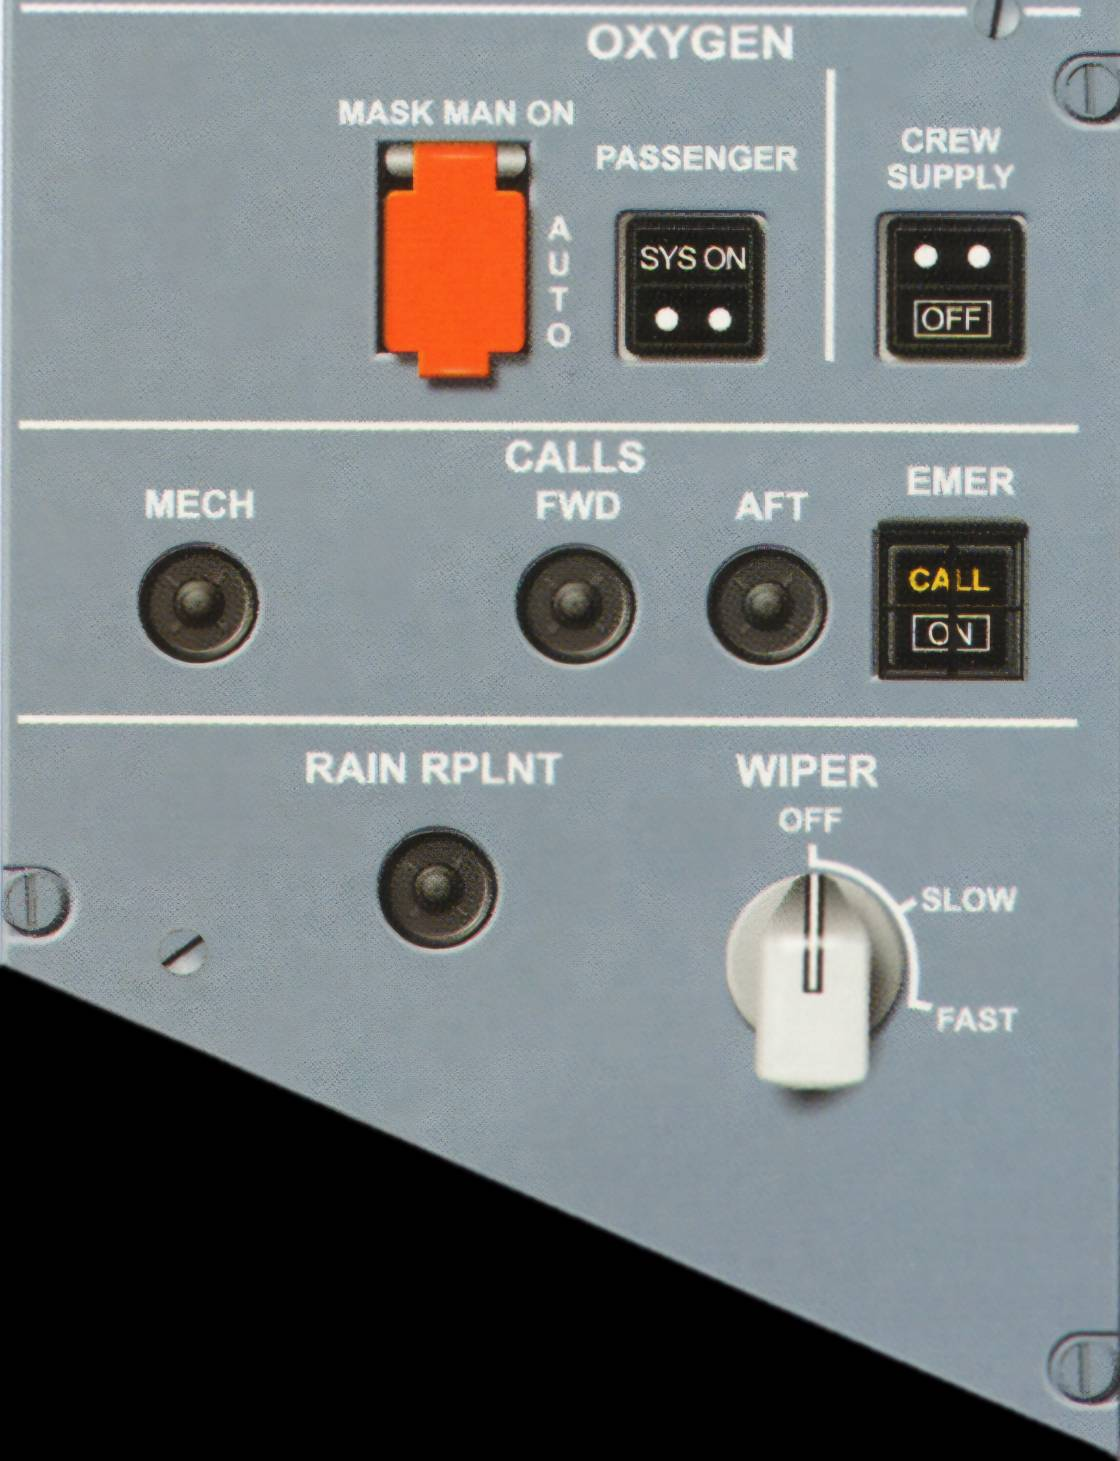 OXYGEN
MASK MAN ON
AUTO
PASSENGER
SYS ON
CREW
SUPPLY
OFF
CALLS
MECH
FWD
AFT
EMER
CALL
ON
RAIN RPLNT
WIPER
OFF
SLOW
FAST